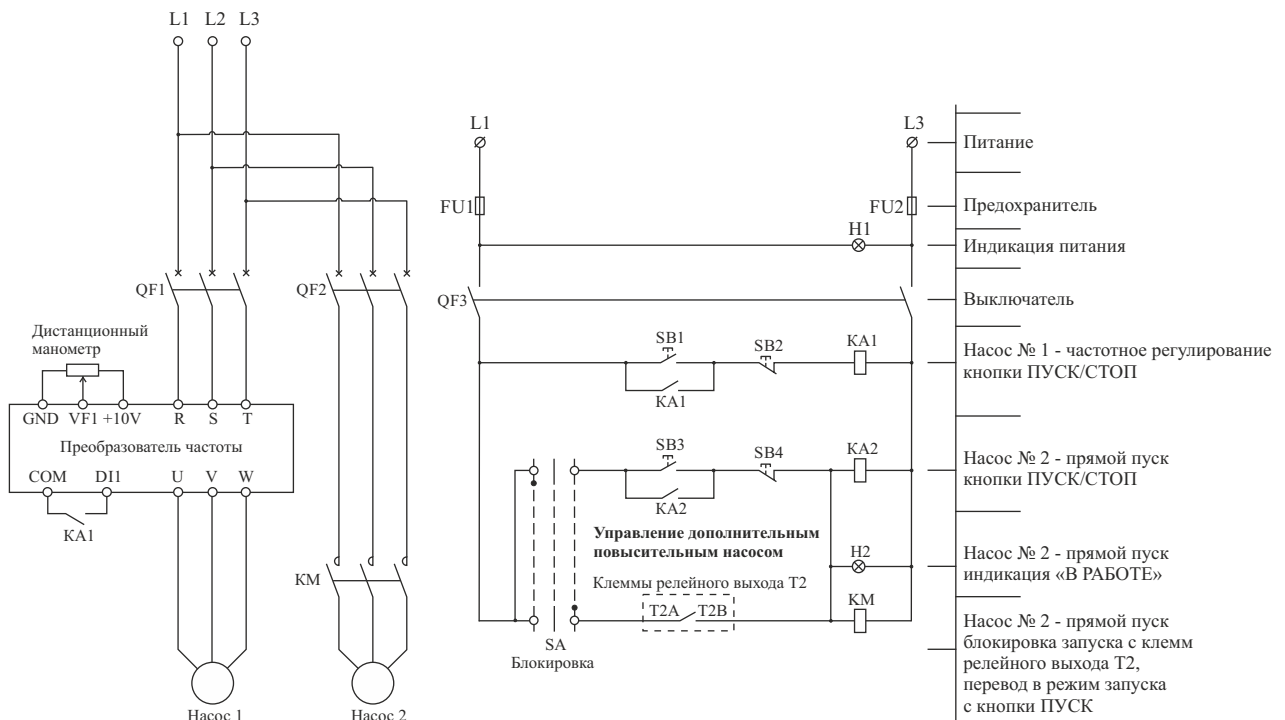 L1 L2 L3
QF1
QF2
Дистанционный
манометр
GND VF1 +10V R S T
Преобразователь частоты
COM DI1 U V W
KA1
KM
Насос 1
Насос 2
L1
L3
FU1
FU2
H1
QF3
SB1
SB2
KA1
KA1
SB3
SB4
KA2
KA2
Управление дополнительным
повысительным насосом
H2
Клеммы релейного выхода Т2
T2A T2B
KM
SA
Блокировка
Питание
Предохранитель
Индикация питания
Выключатель
Насос № 1 - частотное регулирование
кнопки ПУСК/СТОП
Насос № 2 - прямой пуск
кнопки ПУСК/СТОП
Насос № 2 - прямой пуск
индикация «В РАБОТЕ»
Насос № 2 - прямой пуск
блокировка запуска с клемм
релейного выхода Т2,
перевод в режим запуска
с кнопки ПУСК